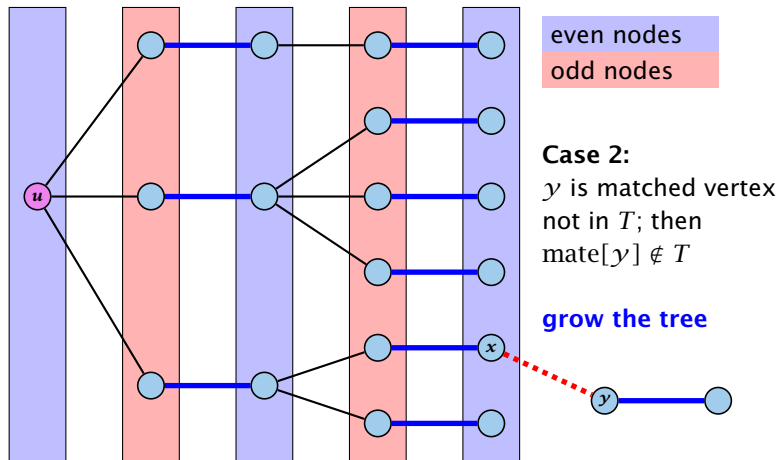 even nodes
odd nodes
u
Case 2:
y is matched vertex
not in T; then
mate[y] ∉ T
grow the tree
x
y